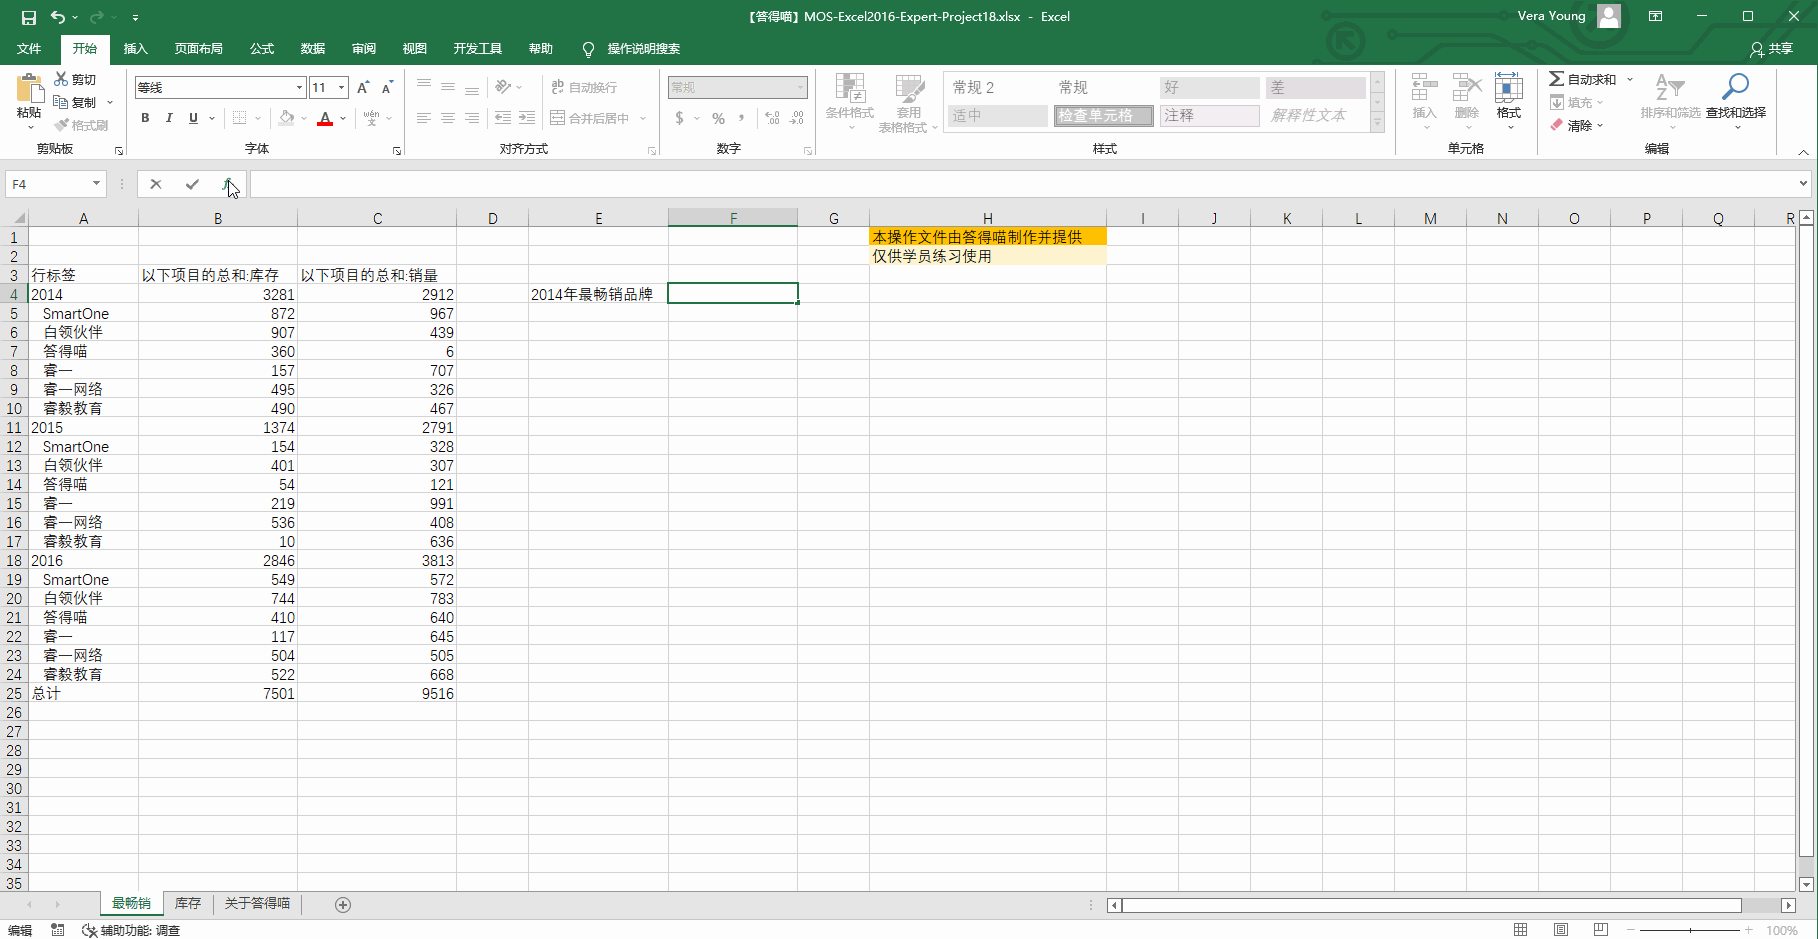 【答得喵】MOS-Excel2016-Expert-Project18.xlsx - Excel
Vera Young
文件 开始 插入 页面布局 公式 数据 审阅 视图 开发工具 帮助 操作说明搜索 共享
粘贴 剪切 复制 格式刷 剪贴板
等线 11 B I U A wén 文 字体
ab 自动换行 合并后居中 对齐方式
常规 $ % , 数字
条件格式 套用 表格格式
常规 2 常规 好 差
适中 检查单元格 注释 解释性文本
样式
插入 删除 格式 单元格
自动求和 填充 清除 排序和筛选 查找和选择 编辑
F4
A B C D E F G H I J K L M N O P Q R
1 本操作文件由答得喵制作并提供
2 仅供学员练习使用
3 行标签 以下项目的总和:库存 以下项目的总和:销量
4 2014 3281 2912 2014年最畅销品牌
5 SmartOne 872 967
6 白领伙伴 907 439
7 答得喵 360 6
8 睿一 157 707
9 睿一网络 495 326
10 睿毅教育 490 467
11 2015 1374 2791
12 SmartOne 154 328
13 白领伙伴 401 307
14 答得喵 54 121
15 睿一 219 991
16 睿一网络 536 408
17 睿毅教育 10 636
18 2016 2846 3813
19 SmartOne 549 572
20 白领伙伴 744 783
21 答得喵 410 640
22 睿一 117 645
23 睿一网络 504 505
24 睿毅教育 522 668
25 总计 7501 9516
26
27
28
29
30
31
32
33
34
35
最畅销 库存 关于答得喵
编辑 辅助功能: 调查 100%